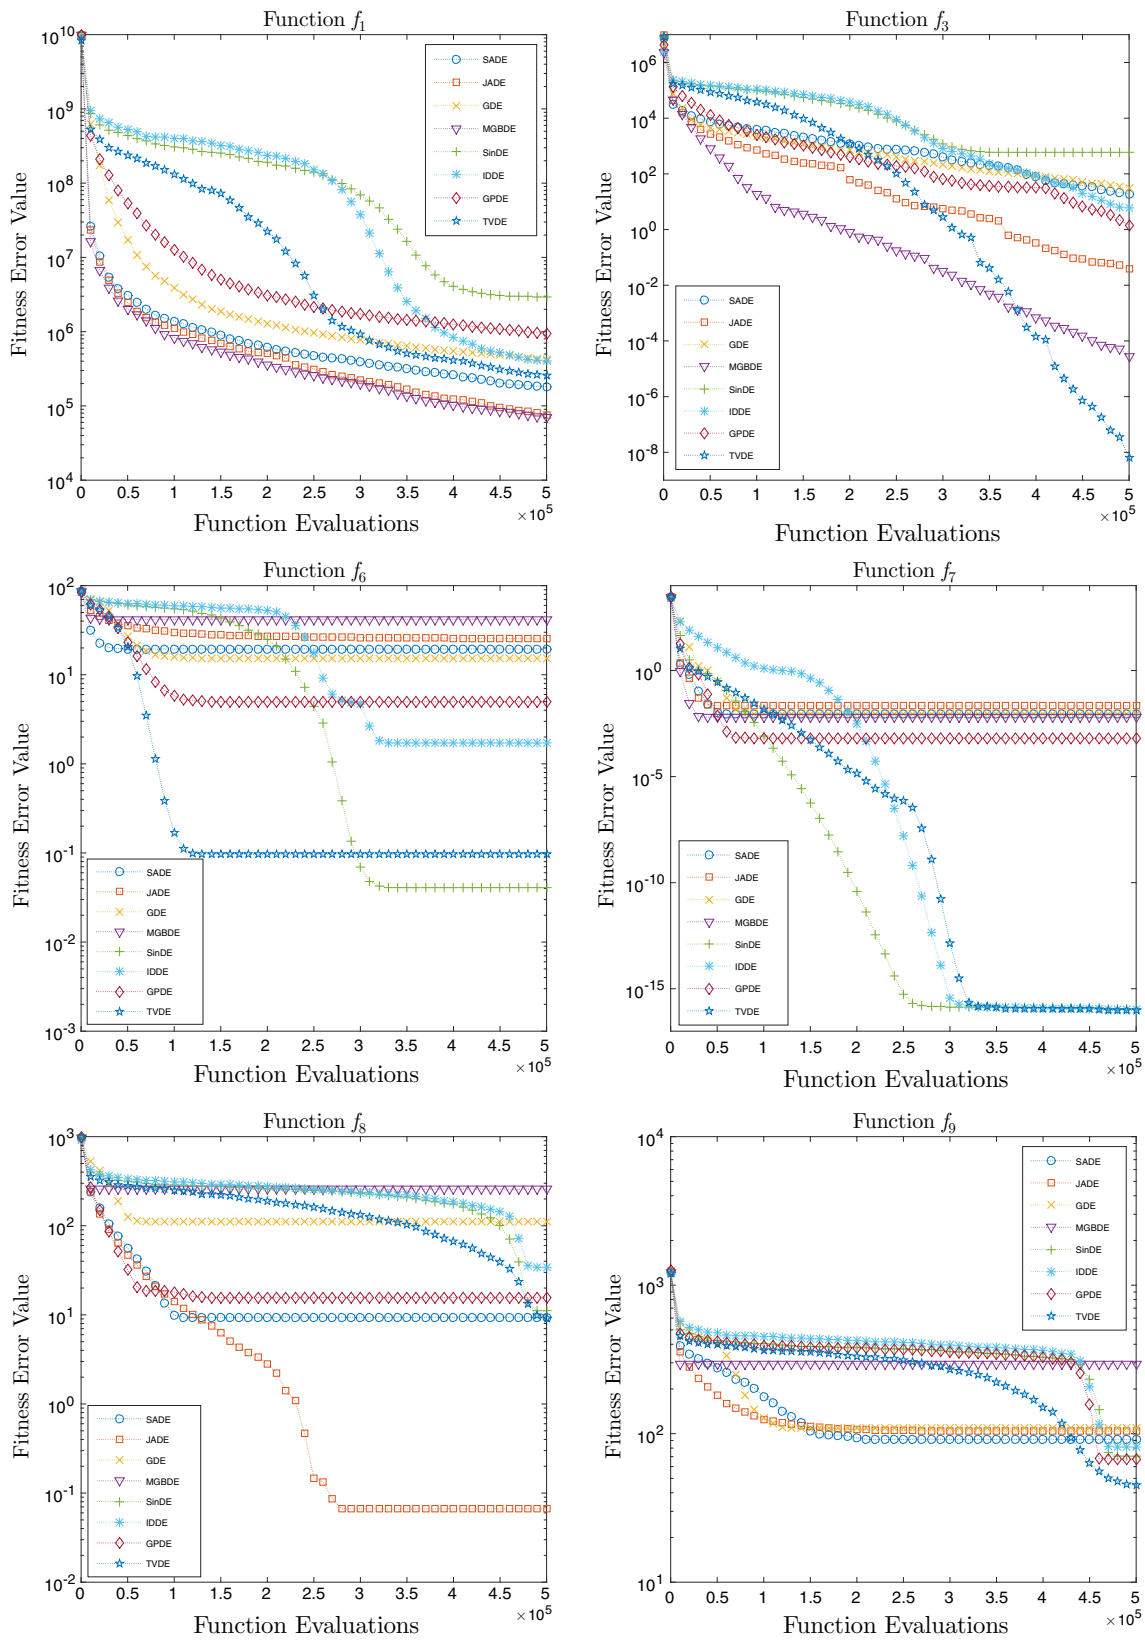 Function f1
Fitness Error Value
10^10
10^9
10^8
10^7
10^6
10^5
10^4
SADE
JADE
GDE
MGBDE
SinDE
IDDE
GPDE
TVDE
0 0.5 1 1.5 2 2.5 3 3.5 4 4.5 5
×10^5
Function Evaluations
Function f3
Fitness Error Value
10^6
10^4
10^2
10^0
10^-2
10^-4
10^-6
10^-8
SADE
JADE
GDE
MGBDE
SinDE
IDDE
GPDE
TVDE
0 0.5 1 1.5 2 2.5 3 3.5 4 4.5 5
×10^5
Function Evaluations
Function f6
Fitness Error Value
10^2
10^1
10^0
10^-1
10^-2
10^-3
SADE
JADE
GDE
MGBDE
SinDE
IDDE
GPDE
TVDE
0 0.5 1 1.5 2 2.5 3 3.5 4 4.5 5
×10^5
Function Evaluations
Function f7
Fitness Error Value
10^0
10^-5
10^-10
10^-15
SADE
JADE
GDE
MGBDE
SinDE
IDDE
GPDE
TVDE
0 0.5 1 1.5 2 2.5 3 3.5 4 4.5 5
×10^5
Function Evaluations
Function f8
Fitness Error Value
10^3
10^2
10^1
10^0
10^-1
10^-2
SADE
JADE
GDE
MGBDE
SinDE
IDDE
GPDE
TVDE
0 0.5 1 1.5 2 2.5 3 3.5 4 4.5 5
×10^5
Function Evaluations
Function f9
Fitness Error Value
10^4
10^3
10^2
10^1
SADE
JADE
GDE
MGBDE
SinDE
IDDE
GPDE
TVDE
0 0.5 1 1.5 2 2.5 3 3.5 4 4.5 5
×10^5
Function Evaluations